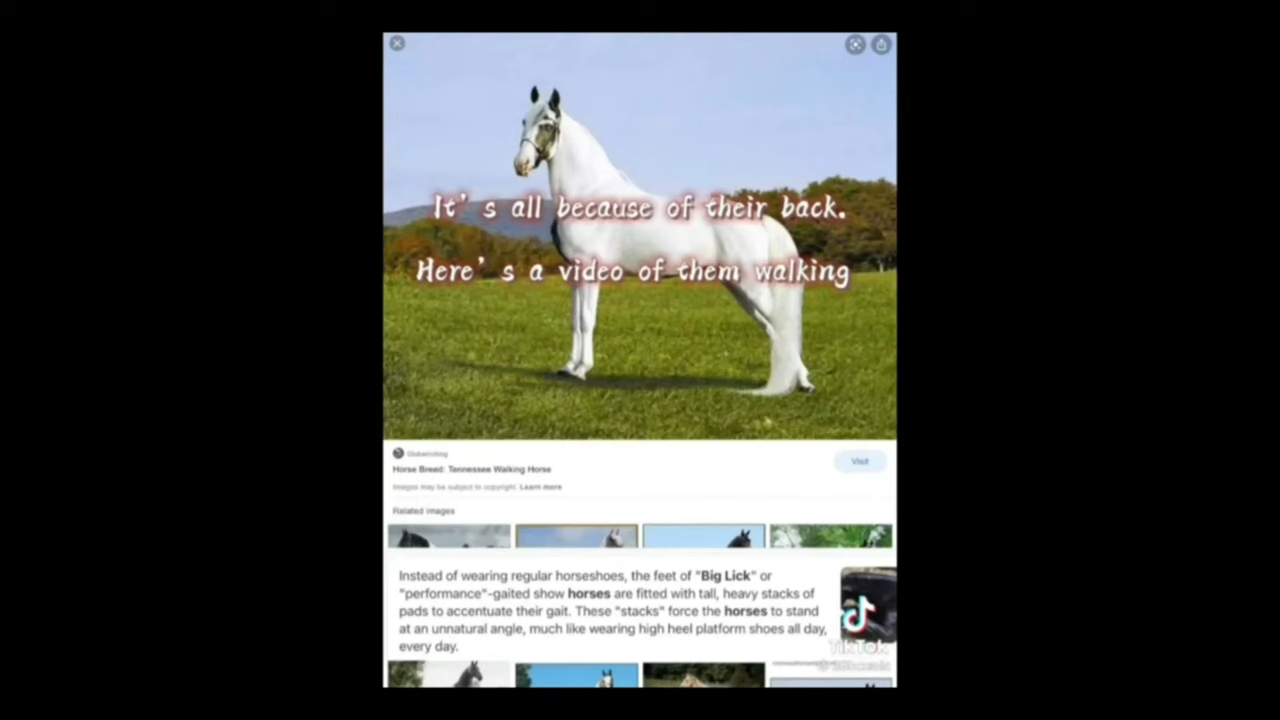 It's all because of their back.
Here's a video of them walking
Globetrotting
Horse Breed: Tennessee Walking Horse
Visit
Images may be subject to copyright. Learn more
Related images
Instead of wearing regular horseshoes, the feet of "Big Lick" or
"performance"-gaited show horses are fitted with tall, heavy stacks of
pads to accentuate their gait. These "stacks" force the horses to stand
at an unnatural angle, much like wearing high heel platform shoes all day,
every day.
TikTok